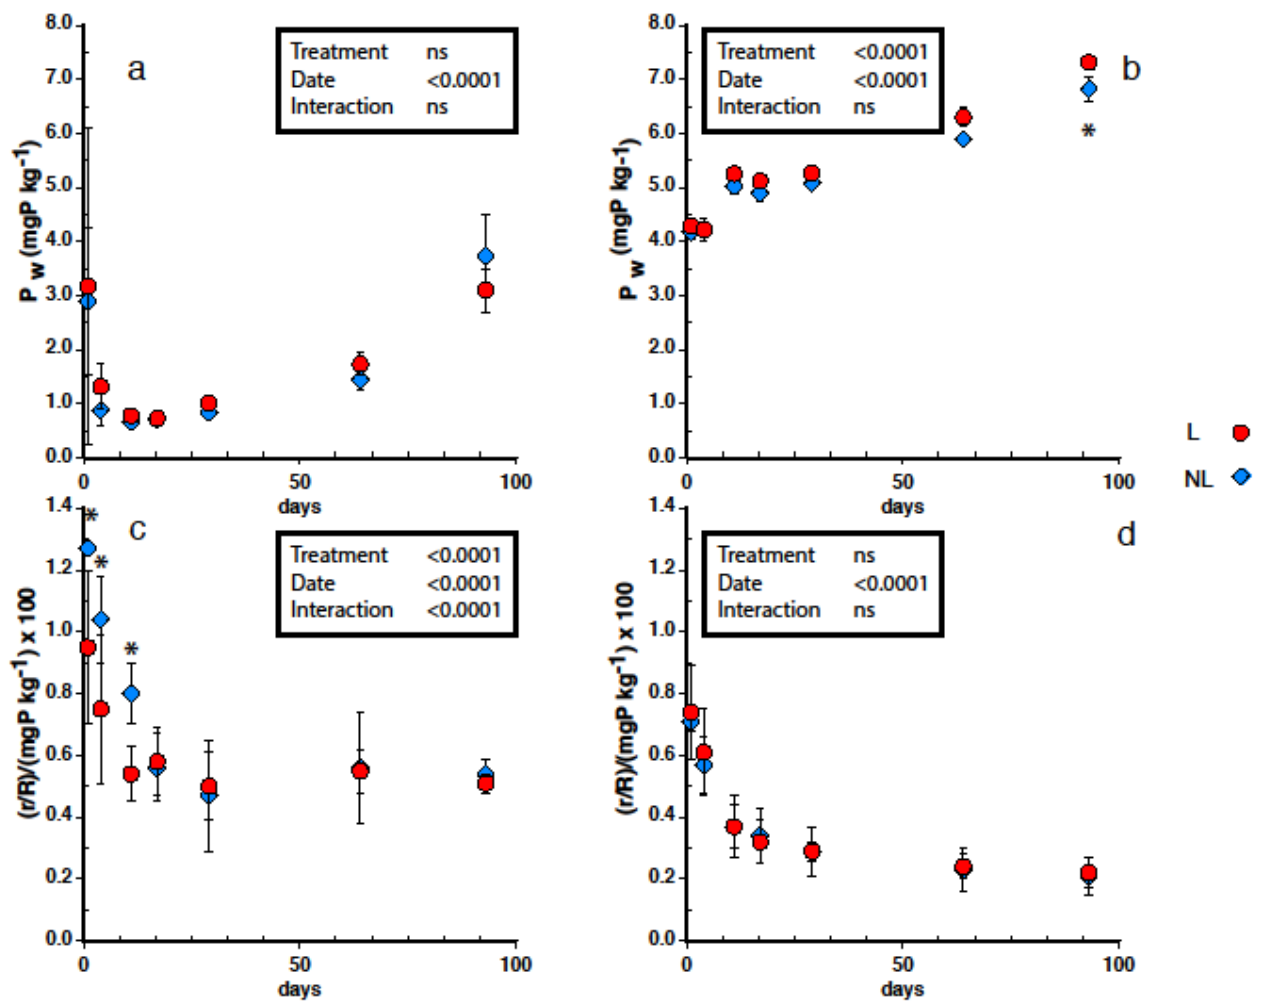 8.0
7.0
6.0
5.0
4.0
3.0
2.0
1.0
0.0
P w (mgP kg-1)
a
Treatment ns
Date <0.0001
Interaction ns
0 50 100
days
8.0
7.0
6.0
5.0
4.0
3.0
2.0
1.0
0.0
P w (mgP kg-1)
Treatment <0.0001
Date <0.0001
Interaction ns
b
*
0 50 100
days
L
NL
1.4
1.2
1.0
0.8
0.6
0.4
0.2
0.0
(r/R)/(mgP kg-1) x 100
*
*
*
c
Treatment <0.0001
Date <0.0001
Interaction <0.0001
0 50 100
days
1.4
1.2
1.0
0.8
0.6
0.4
0.2
0.0
(r/R)/(mgP kg-1) x 100
Treatment ns
Date <0.0001
Interaction ns
d
0 50 100
days